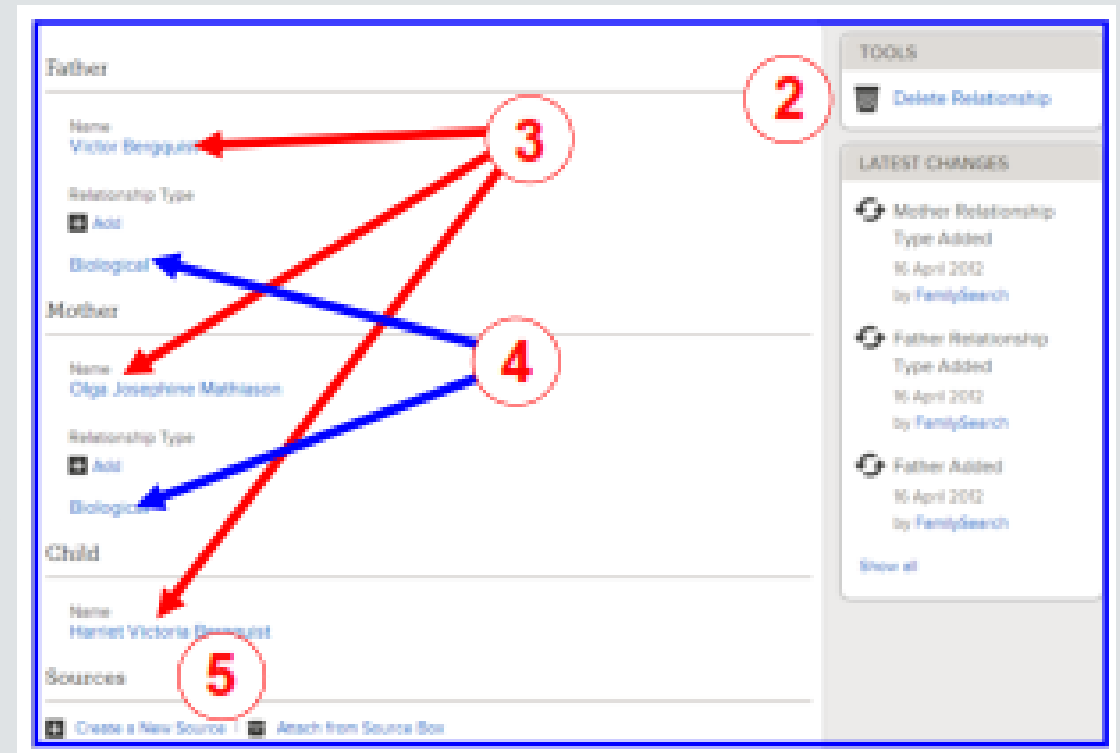 Father
Name
Victor Bergquist
Relationship Type
Add
Biological
Mother
Name
Olga Josephine Mathiason
Relationship Type
Add
Biological
Child
Name
Harriet Victoria Bergquist
Sources
Create a New Source
Attach from Source Box
2
3
4
5
TOOLS
Delete Relationship
LATEST CHANGES
Mother Relationship
Type Added
16 April 2012
by FamilySearch
Father Relationship
Type Added
16 April 2012
by FamilySearch
Father Added
16 April 2012
by FamilySearch
Show all